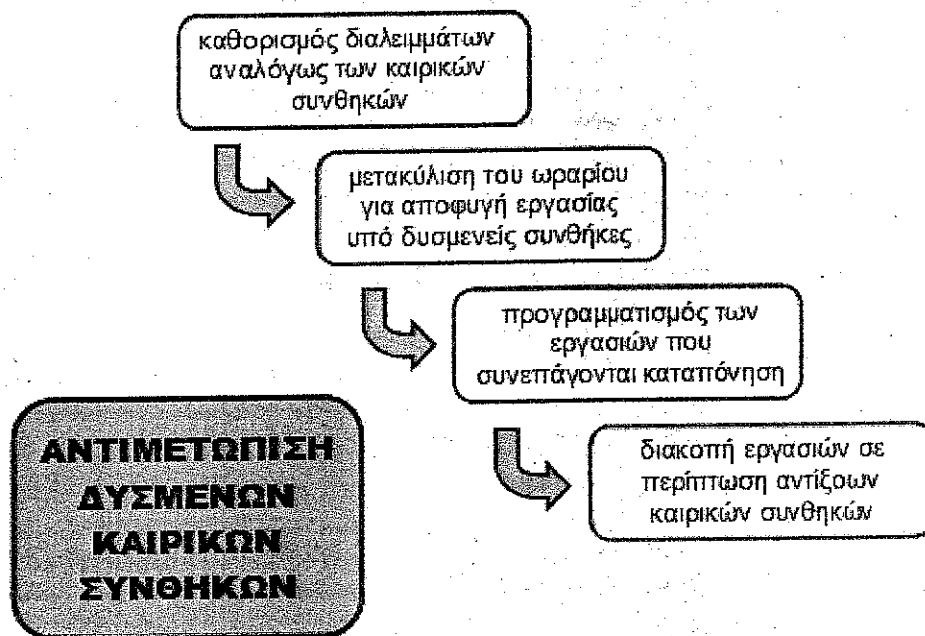 καθορισμός διαλειμμάτων
αναλόγως των καιρικών
συνθηκών
μετακύλιση του ωραρίου
για αποφυγή εργασίας
υπό δυσμενείς συνθήκες
προγραμματισμός των
εργασιών που
συνεπάγονται καταπόνηση
διακοπή εργασιών σε
περίπτωση αντίξοων
καιρικών συνθηκών
ΑΝΤΙΜΕΤΩΠΙΣΗ
ΔΥΣΜΕΝΩΝ
ΚΑΙΡΙΚΩΝ
ΣΥΝΘΗΚΩΝ